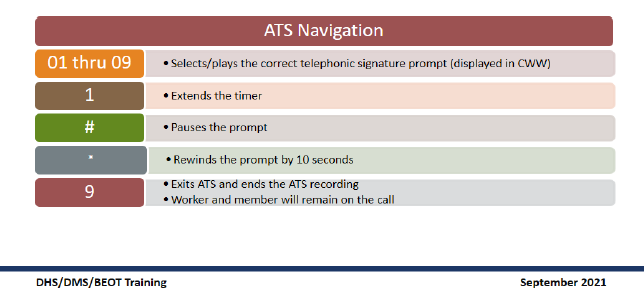 ATS Navigation
01 thru 09
• Selects/plays the correct telephonic signature prompt (displayed in CWW)
1
• Extends the timer
#
• Pauses the prompt
*
• Rewinds the prompt by 10 seconds
9
• Exits ATS and ends the ATS recording
• Worker and member will remain on the call
DHS/DMS/BEOT Training
September 2021